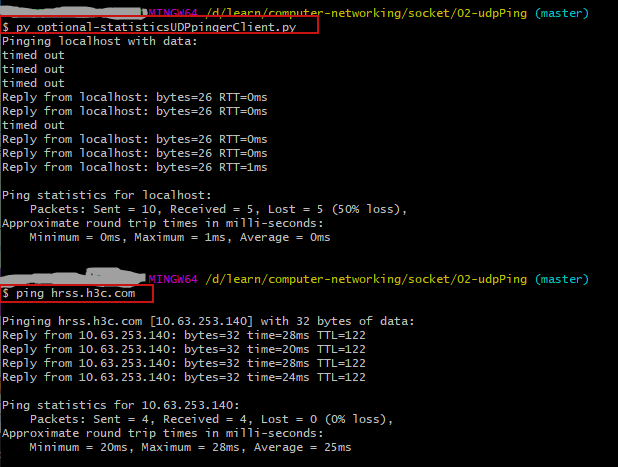 MINGW64 /d/learn/computer-networking/socket/02-udpPing (master)
$ py optional-statisticsUDPpingerClient.py
Pinging localhost with data:
timed out
timed out
timed out
Reply from localhost: bytes=26 RTT=0ms
Reply from localhost: bytes=26 RTT=0ms
timed out
Reply from localhost: bytes=26 RTT=0ms
Reply from localhost: bytes=26 RTT=0ms
Reply from localhost: bytes=26 RTT=1ms
Ping statistics for localhost:
Packets: Sent = 10, Received = 5, Lost = 5 (50% loss),
Approximate round trip times in milli-seconds:
Minimum = 0ms, Maximum = 1ms, Average = 0ms
MINGW64 /d/learn/computer-networking/socket/02-udpPing (master)
$ ping hrss.h3c.com
Pinging hrss.h3c.com [10.63.253.140] with 32 bytes of data:
Reply from 10.63.253.140: bytes=32 time=28ms TTL=122
Reply from 10.63.253.140: bytes=32 time=20ms TTL=122
Reply from 10.63.253.140: bytes=32 time=28ms TTL=122
Reply from 10.63.253.140: bytes=32 time=24ms TTL=122
Ping statistics for 10.63.253.140:
Packets: Sent = 4, Received = 4, Lost = 0 (0% loss),
Approximate round trip times in milli-seconds:
Minimum = 20ms, Maximum = 28ms, Average = 25ms